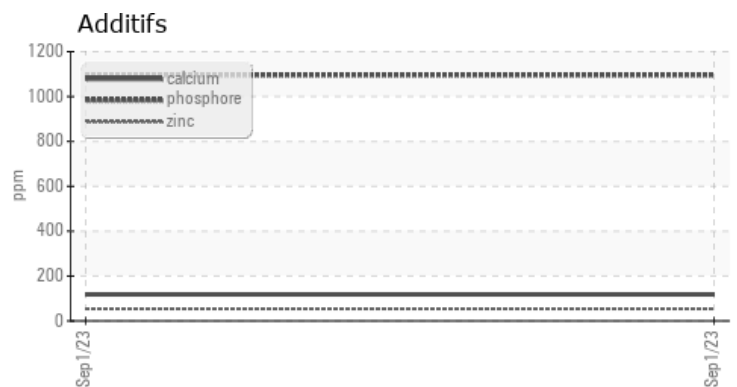 Additifs
1200
1000
800
600
400
200
0
ppm
calcium
phosphore
zinc
Sep1/23
Sep1/23